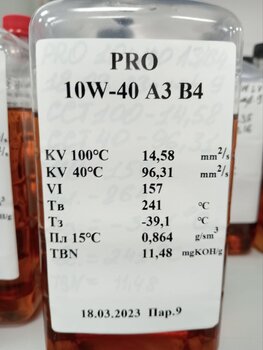 PRO
10W-40 A3 B4
KV 100℃ 14,58 mm²/s
KV 40℃ 96,31 mm²/s
VI 157
Тв 241 ℃
Тз -39,1 ℃
Пл 15℃ 0,864 g/sm³
TBN 11,48 mgKOH/g
18.03.2023 Пар.9